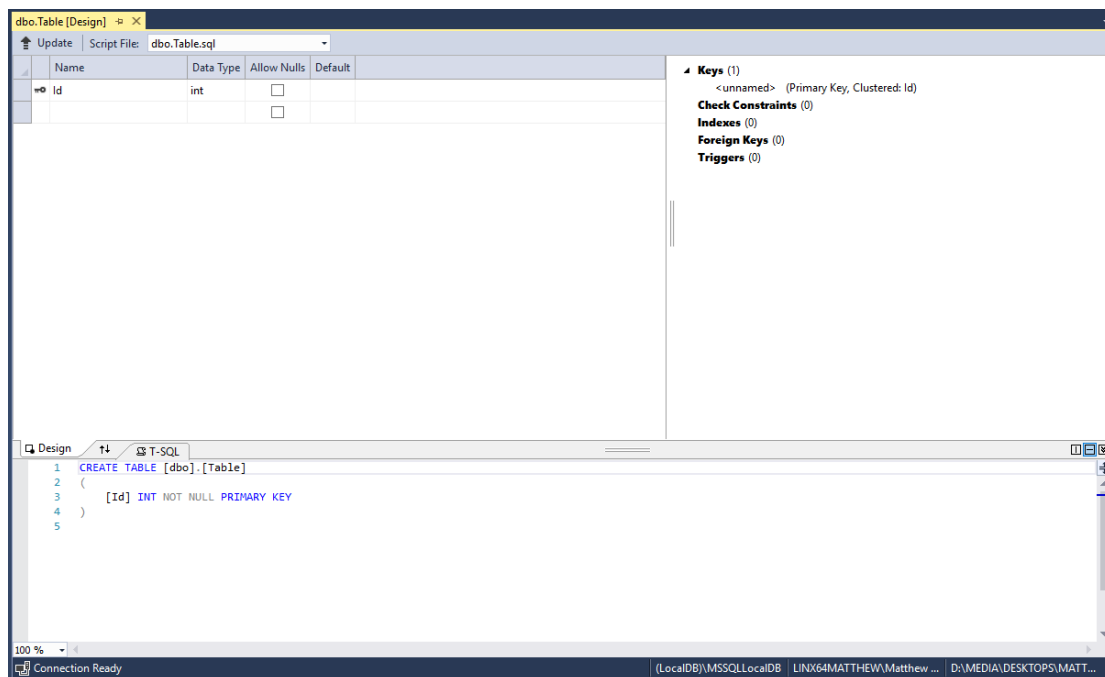 dbo.Table [Design]
Update Script File: dbo.Table.sql
Name Data Type Allow Nulls Default
Id int
Keys (1)
<unnamed> (Primary Key, Clustered: Id)
Check Constraints (0)
Indexes (0)
Foreign Keys (0)
Triggers (0)
Design T-SQL
1 CREATE TABLE [dbo].[Table]
2 (
3 [Id] INT NOT NULL PRIMARY KEY
4 )
5
100 %
Connection Ready (LocalDB)\MSSQLLocalDB LINX64MATTHEW\Matthew ... D:\MEDIA\DESKTOPS\MATT...